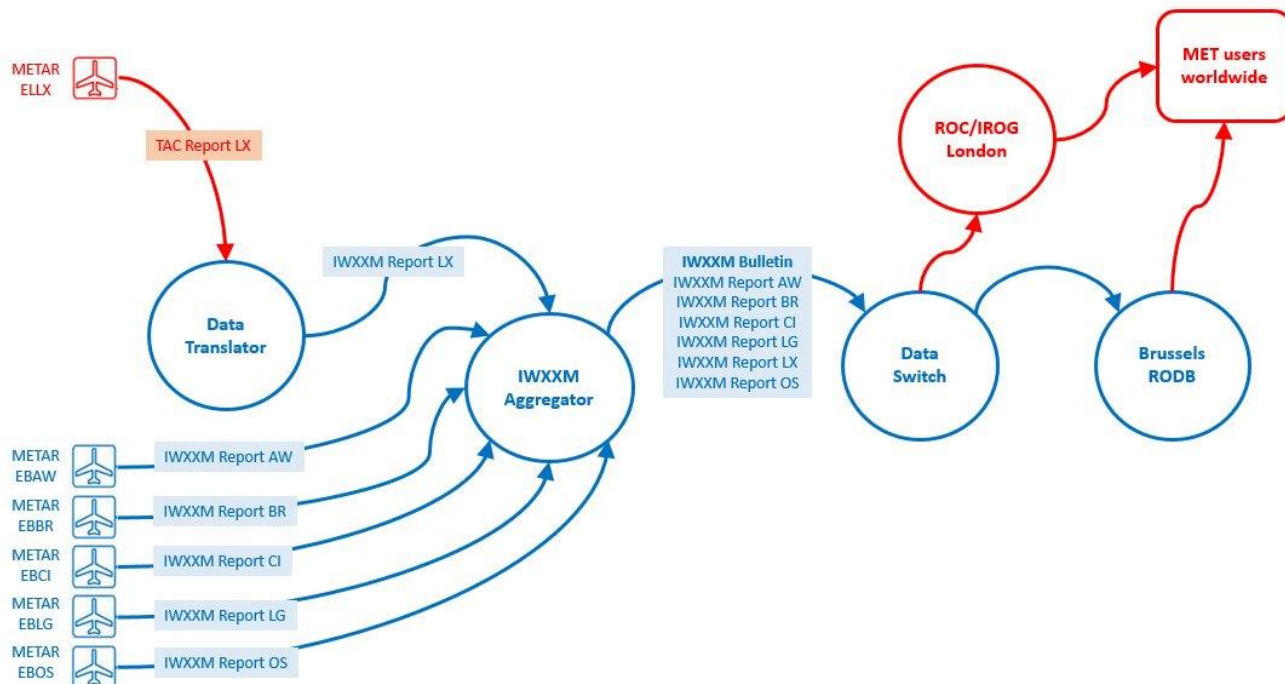 METAR
ELLX
TAC Report LX
Data
Translator
IWXXM Report LX
METAR
EBAW
IWXXM Report AW
METAR
EBBR
IWXXM Report BR
METAR
EBCI
IWXXM Report CI
METAR
EBLG
IWXXM Report LG
METAR
EBOS
IWXXM Report OS
IWXXM
Aggregator
IWXXM Bulletin
IWXXM Report AW
IWXXM Report BR
IWXXM Report CI
IWXXM Report LG
IWXXM Report LX
IWXXM Report OS
Data
Switch
ROC/IROG
London
Brussels
RODB
MET users
worldwide